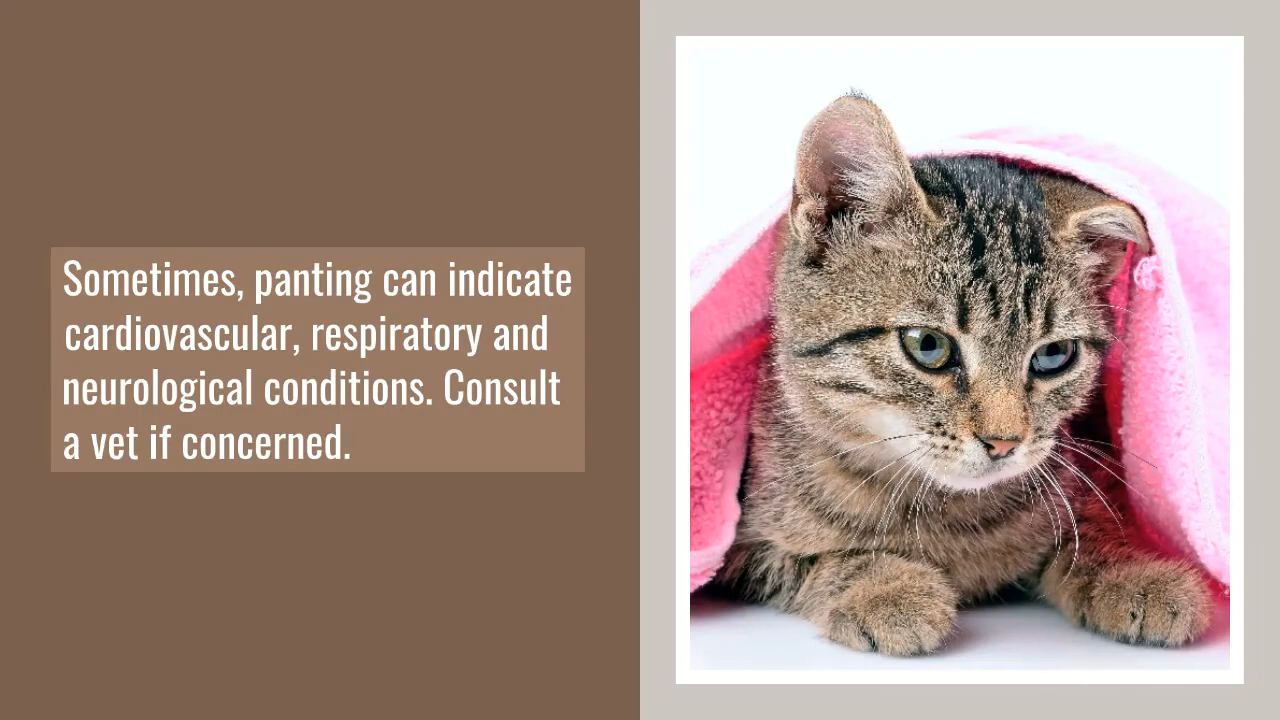 Sometimes, panting can indicate
cardiovascular, respiratory and
neurological conditions. Consult
a vet if concerned.